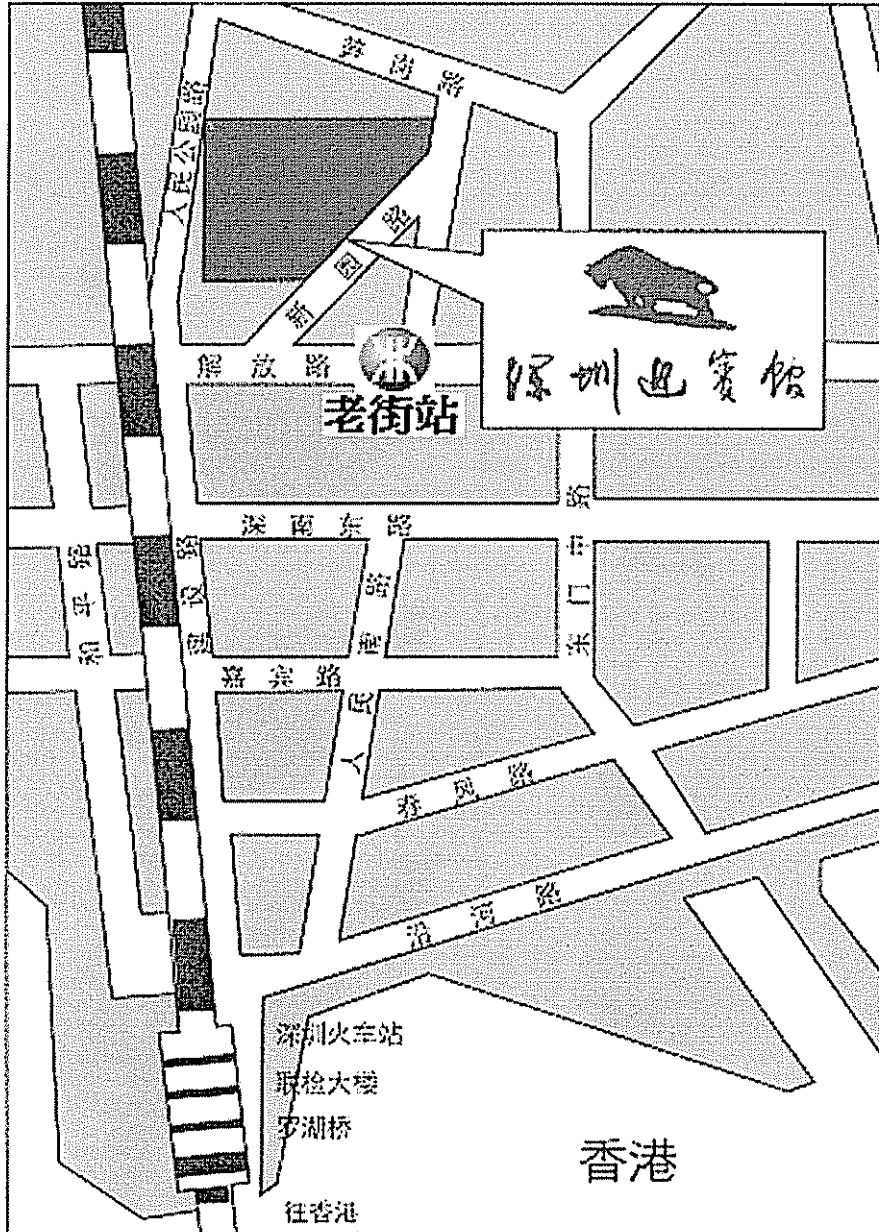 笋岗路
人民公园路
新园路
深圳迎宾馆
解放路
老街站
深南东路
东门中路
和平路
建设路
人民南路
嘉宾路
春风路
沿河路
深圳火车站
联检大楼
罗湖桥
香港
往香港